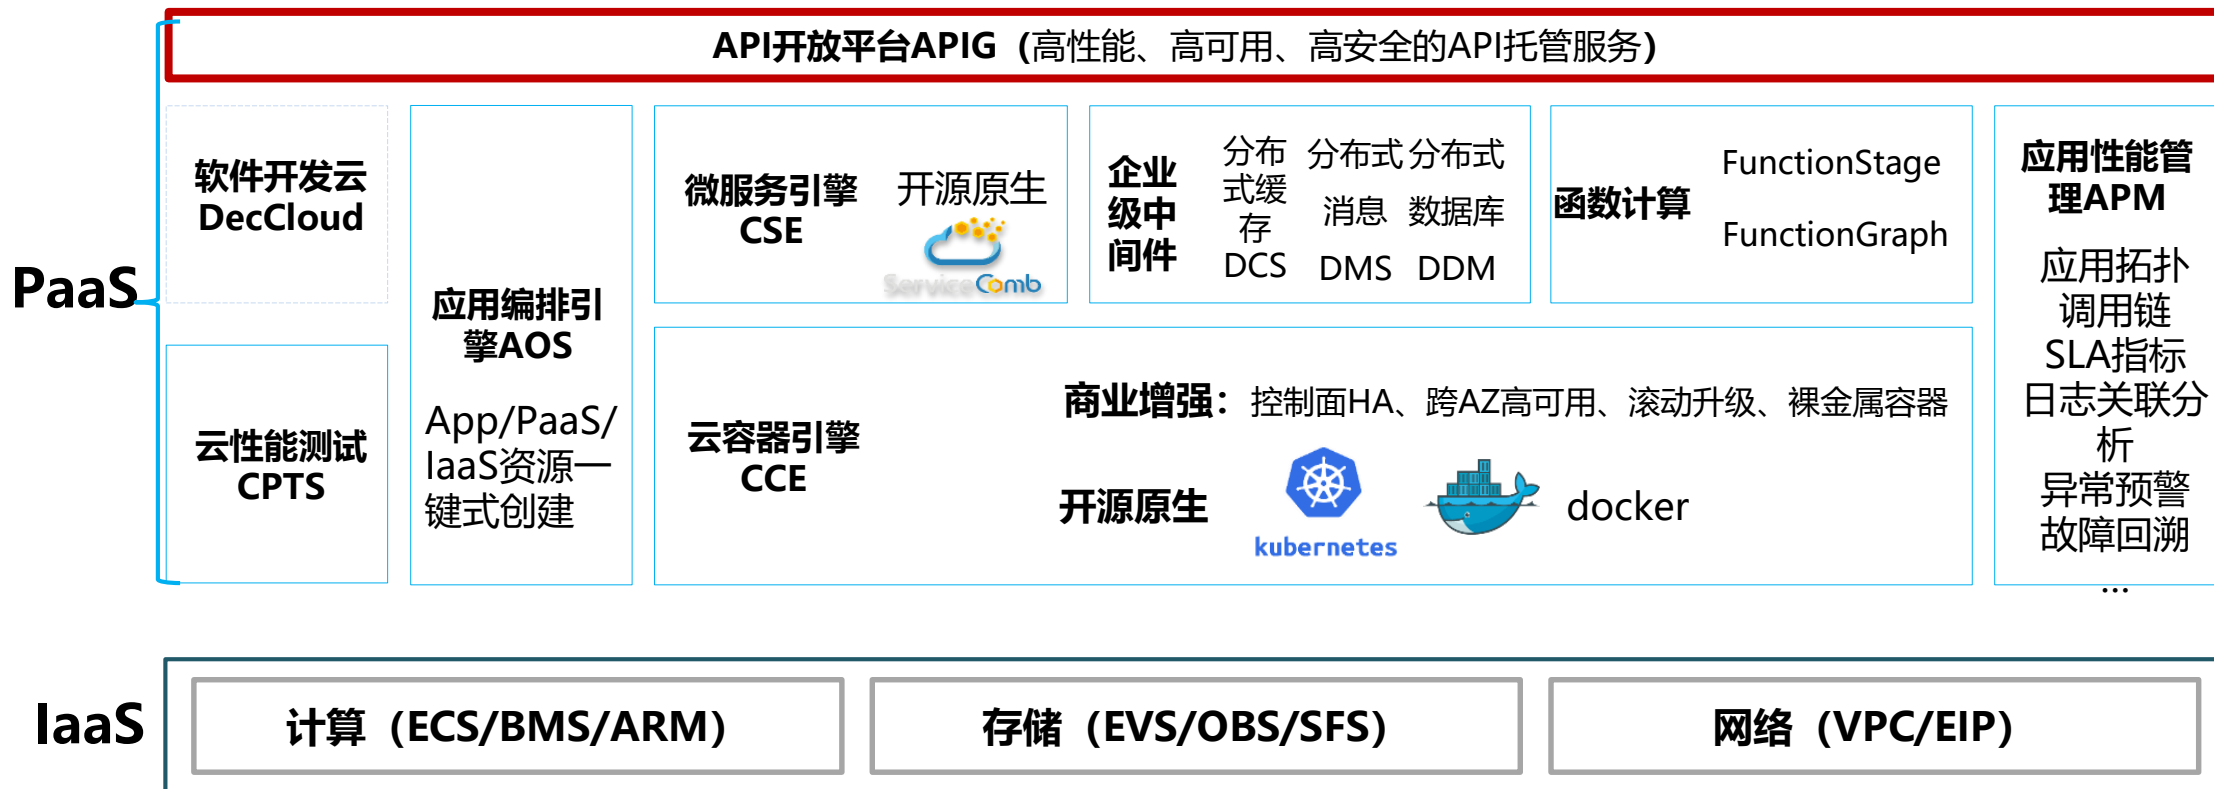 API开放平台APIG（高性能、高可用、高安全的API托管服务）
PaaS
软件开发云
DecCloud
云性能测试
CPTS
应用编排引
擎AOS
App/PaaS/
IaaS资源一
键式创建
微服务引擎
CSE
开源原生
ServiceComb
企业
级中
间件
分布
式缓
存
DCS
分布式
消息
DMS
分布式
数据库
DDM
函数计算
FunctionStage
FunctionGraph
云容器引擎
CCE
商业增强：控制面HA、跨AZ高可用、滚动升级、裸金属容器
开源原生
kubernetes
docker
应用性能管
理APM
应用拓扑
调用链
SLA指标
日志关联分
析
异常预警
故障回溯
...
IaaS
计算（ECS/BMS/ARM）
存储（EVS/OBS/SFS）
网络（VPC/EIP）